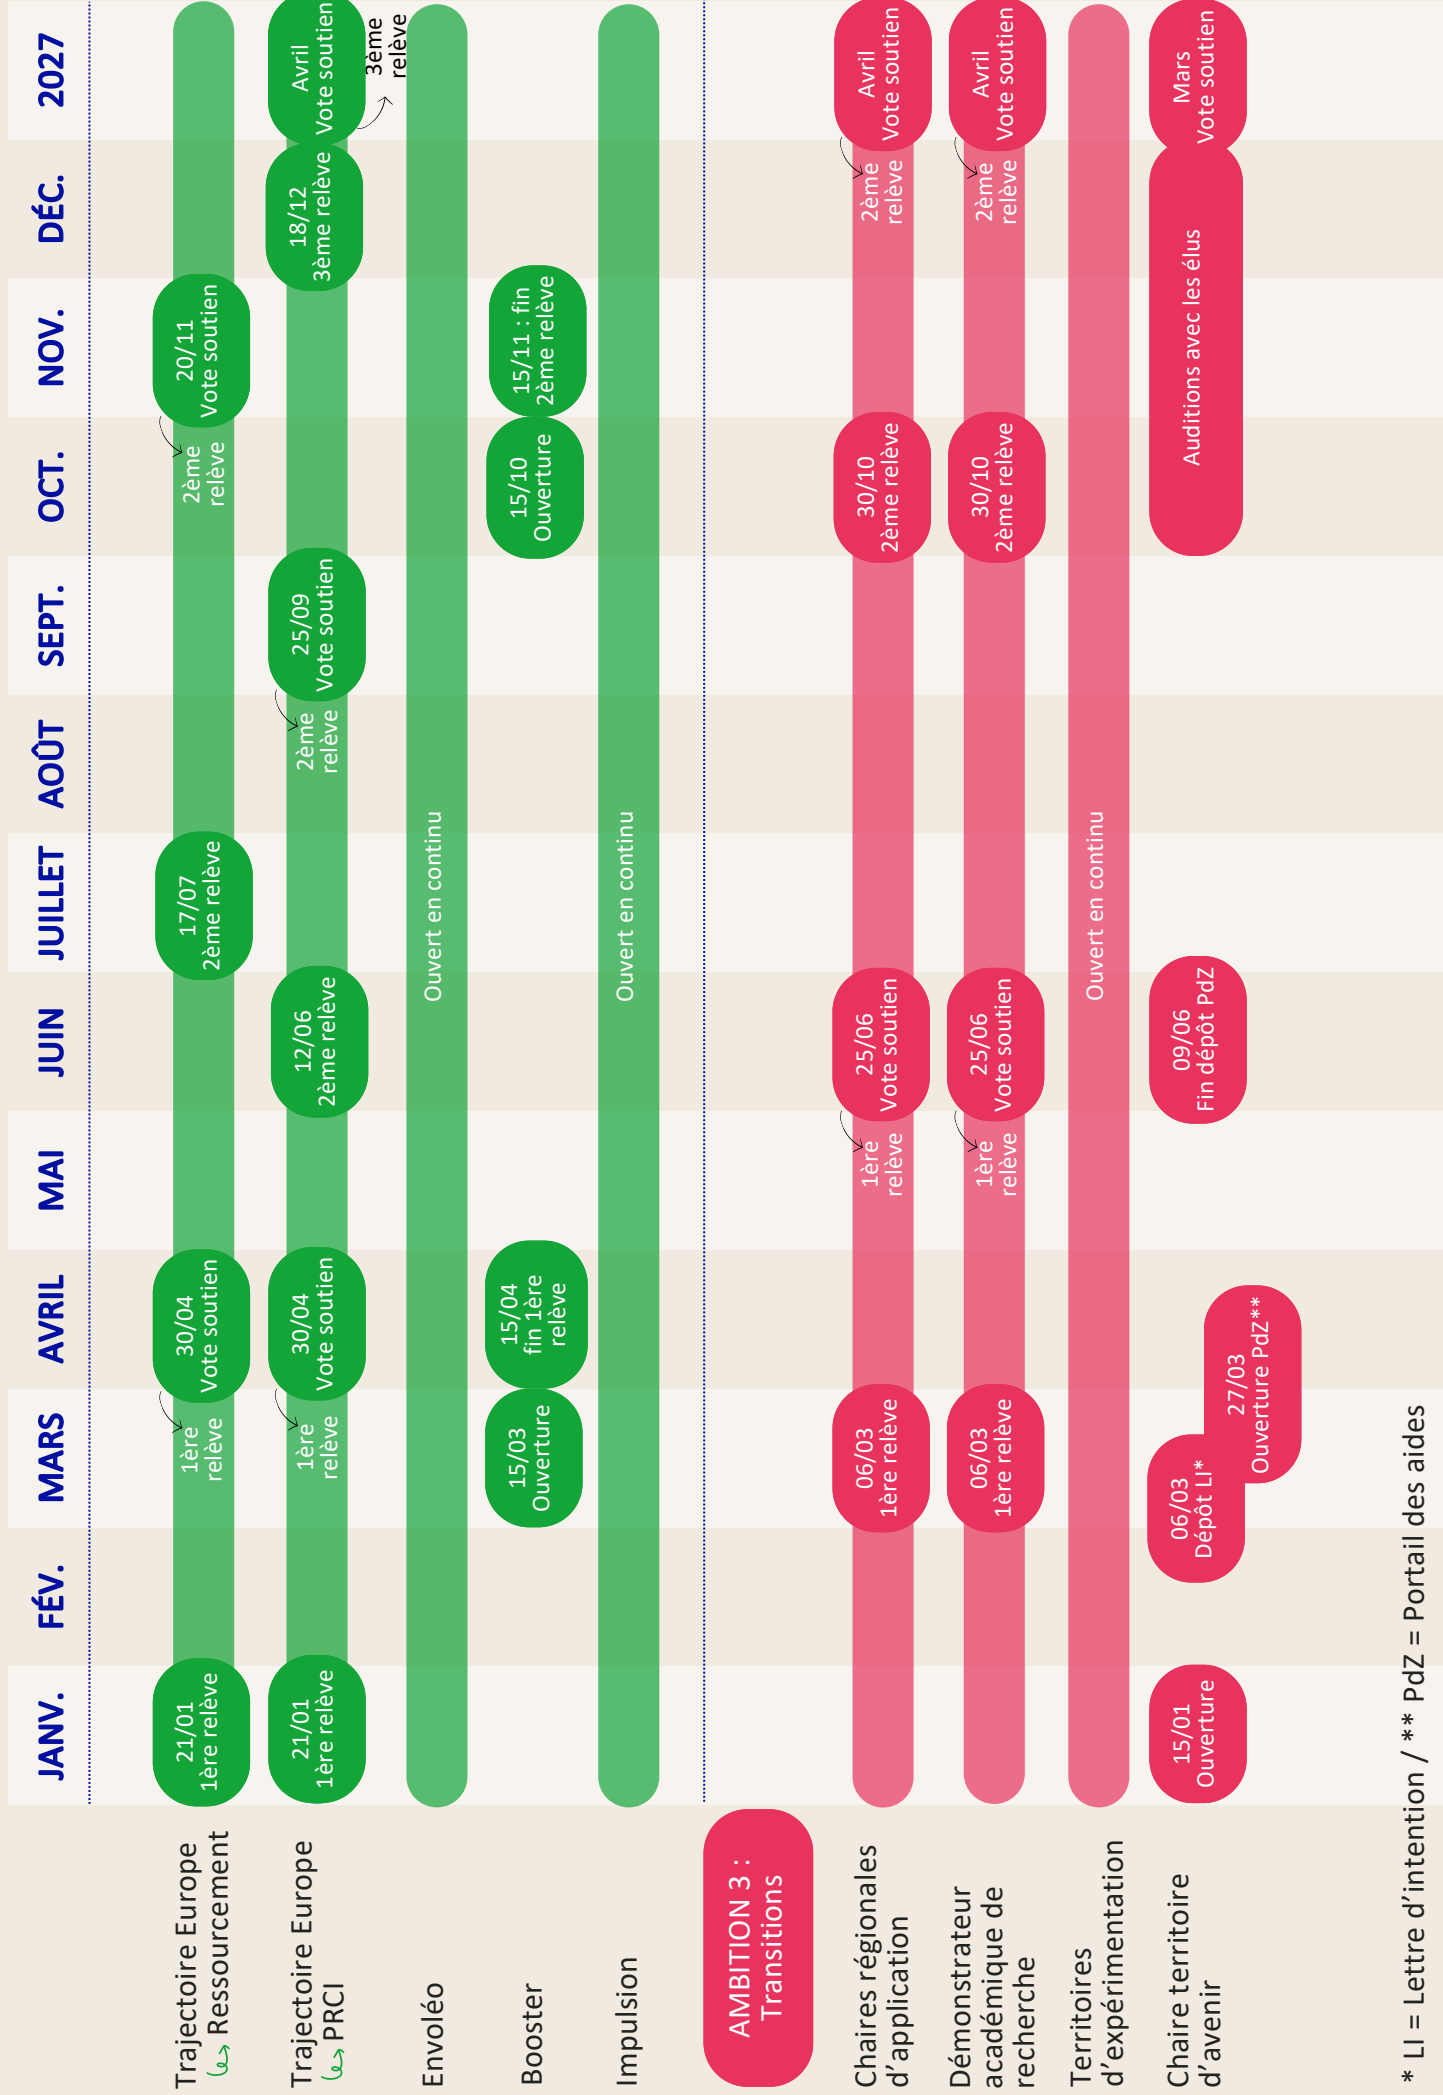 JANV.
FÉV.
MARS
AVRIL
MAI
JUIN
JUILLET
AOÛT
SEPT.
OCT.
NOV.
DÉC.
2027
Trajectoire Europe
Ressourcement
21/01
1ère relève
1ère
relève
30/04
Vote soutien
17/07
2ème relève
2ème
relève
20/11
Vote soutien
Trajectoire Europe
PRCI
21/01
1ère relève
1ère
relève
30/04
Vote soutien
12/06
2ème relève
2ème
relève
25/09
Vote soutien
18/12
3ème relève
Avril
Vote soutien
3ème
relève
Envoléo
Ouvert en continu
Booster
15/03
Ouverture
15/04
fin 1ère
relève
15/10
Ouverture
15/11 : fin
2ème relève
Impulsion
Ouvert en continu
AMBITION 3 :
Transitions
Chaires régionales
d’application
06/03
1ère relève
1ère
relève
25/06
Vote soutien
30/10
2ème relève
2ème
relève
Avril
Vote soutien
Démonstrateur
académique de
recherche
06/03
1ère relève
1ère
relève
25/06
Vote soutien
30/10
2ème relève
2ème
relève
Avril
Vote soutien
Territoires
d’expérimentation
Ouvert en continu
Chaire territoire
d’avenir
15/01
Ouverture
06/03
Dépôt LI*
27/03
Ouverture PdZ**
09/06
Fin dépôt PdZ
Auditions avec les élus
Mars
Vote soutien
* LI = Lettre d’intention / ** PdZ = Portail des aides